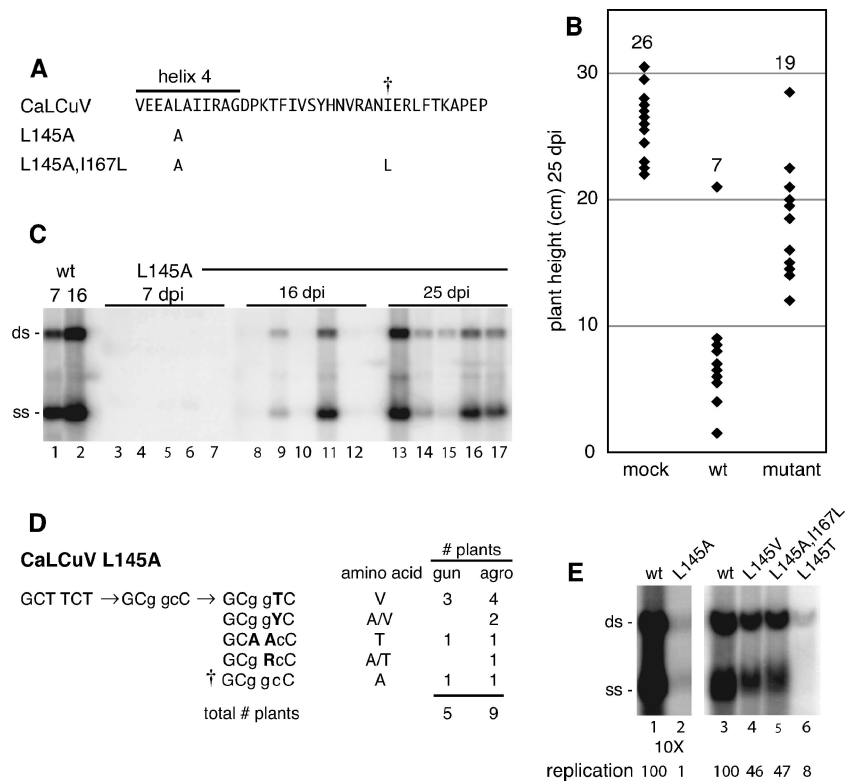 A
helix 4
†
CaLCuV VEEALAIIRAGDPKTFIVSYHNVRANIERLFTKAPEP
L145A A
L145A,I167L A L
B
plant height (cm) 25 dpi
30
20
10
0
26
7
19
mock wt mutant
C
wt L145A
7 16 7 dpi 16 dpi 25 dpi
ds -
ss -
1 2 3 4 5 6 7 8 9 10 11 12 13 14 15 16 17
D
CaLCuV L145A
# plants
amino acid gun agro
GCT TCT → GCg gcC → GCg gTC V 3 4
GCg gYC A/V 2
GCA AcC T 1 1
GCg RcC A/T 1
† GCg gcC A 1 1
total # plants 5 9
E
wt L145A wt L145V L145A,I167L L145T
ds -
ss -
1 2 3 4 5 6
10X
replication 100 1 100 46 47 8